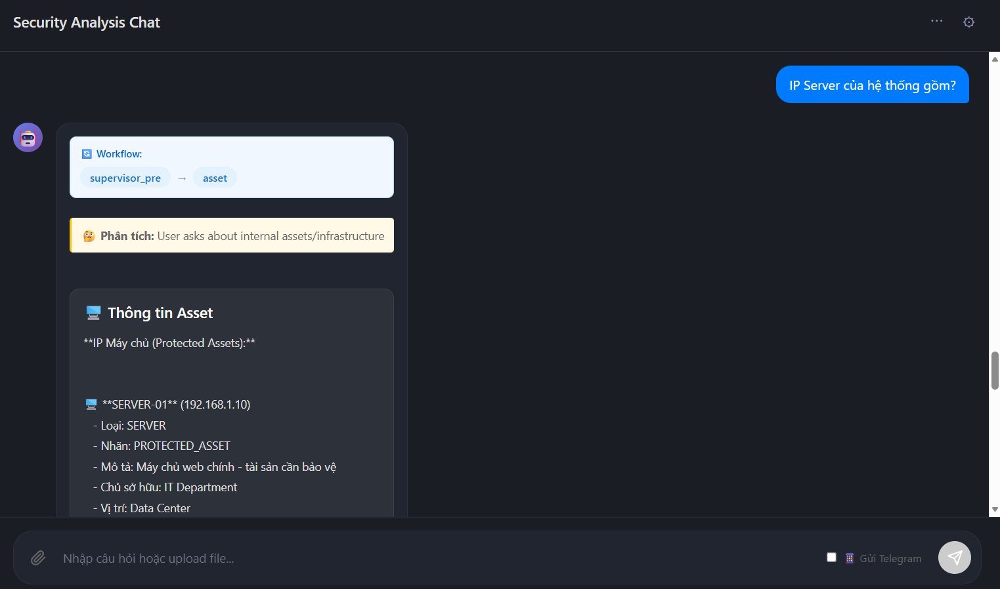 Security Analysis Chat
IP Server của hệ thống gồm?
Workflow:
supervisor_pre → asset
Phân tích: User asks about internal assets/infrastructure
Thông tin Asset
**IP Máy chủ (Protected Assets):**
**SERVER-01** (192.168.1.10)
- Loại: SERVER
- Nhãn: PROTECTED_ASSET
- Mô tả: Máy chủ web chính - tài sản cần bảo vệ
- Chủ sở hữu: IT Department
- Vị trí: Data Center
Nhập câu hỏi hoặc upload file...
Gửi Telegram